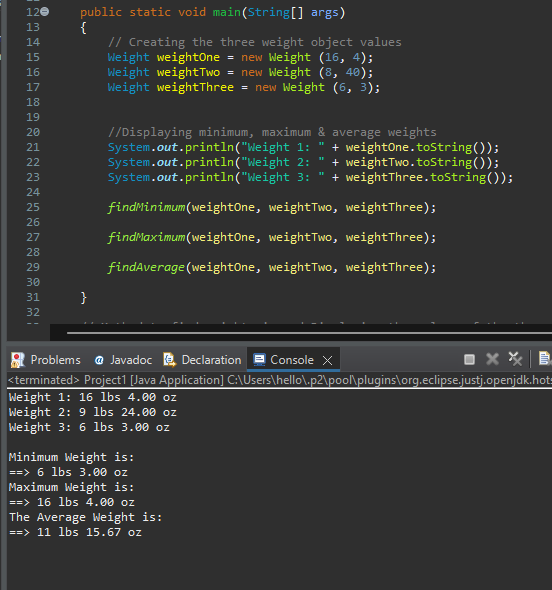 12 public static void main(String[] args)
13 {
14 // Creating the three weight object values
15 Weight weightOne = new Weight (16, 4);
16 Weight weightTwo = new Weight (8, 40);
17 Weight weightThree = new Weight (6, 3);
18
19
20 //Displaying minimum, maximum & average weights
21 System.out.println("Weight 1: " + weightOne.toString());
22 System.out.println("Weight 2: " + weightTwo.toString());
23 System.out.println("Weight 3: " + weightThree.toString());
24
25 findMinimum(weightOne, weightTwo, weightThree);
26
27 findMaximum(weightOne, weightTwo, weightThree);
28
29 findAverage(weightOne, weightTwo, weightThree);
30
31 }
32
Problems @ Javadoc Declaration Console
<terminated> Project1 [Java Application] C:\Users\hello\.p2\pool\plugins\org.eclipse.justj.openjdk.hots
Weight 1: 16 lbs 4.00 oz
Weight 2: 9 lbs 24.00 oz
Weight 3: 6 lbs 3.00 oz
Minimum Weight is:
==> 6 lbs 3.00 oz
Maximum Weight is:
==> 16 lbs 4.00 oz
The Average Weight is:
==> 11 lbs 15.67 oz